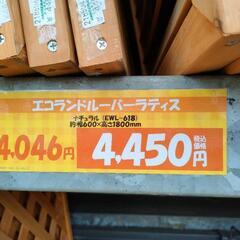 エコランドルーバーラティス
ナチュラル (EWL-618)
約幅600×高さ1800mm
4,046円
4,450円
税込
価格